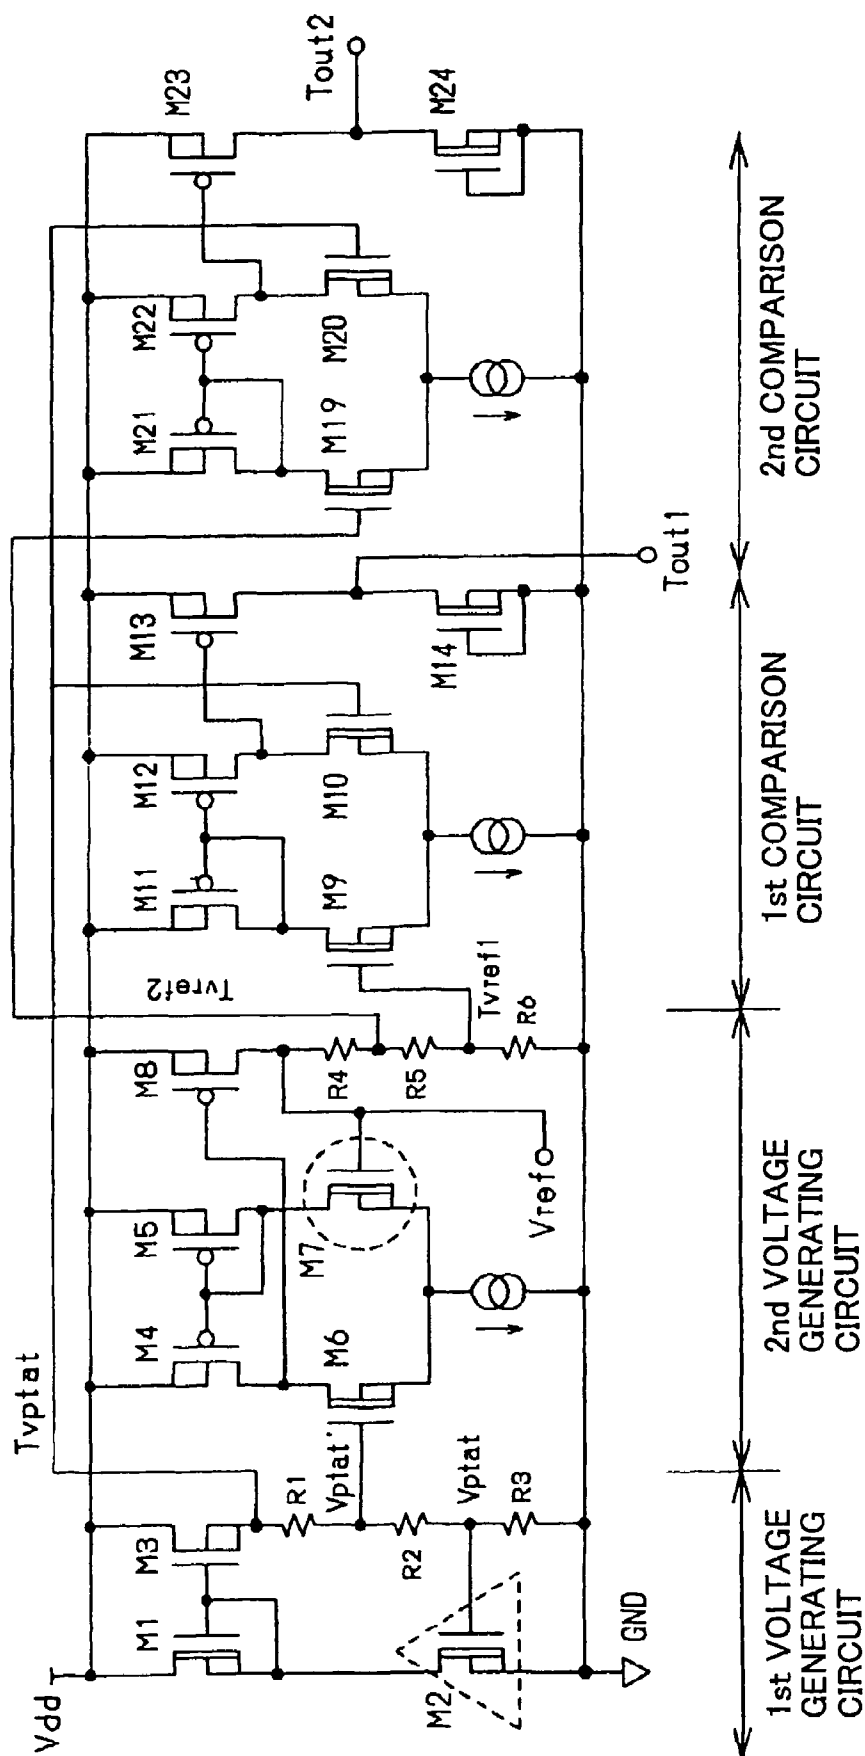 Vdd
Tvptat
M1
M3
M4
M5
M8
Tvref2
M11
M12
M13
M21
M22
M23
R1
Vptat'
M6
M7
R4
R5
M9
M10
M19
M20
Tout2
M2
R2
Vptat
R3
Vref
Tvref1
R6
M14
M24
GND
Tout1
1st VOLTAGE
GENERATING
CIRCUIT
2nd VOLTAGE
GENERATING
CIRCUIT
1st COMPARISON
CIRCUIT
2nd COMPARISON
CIRCUIT